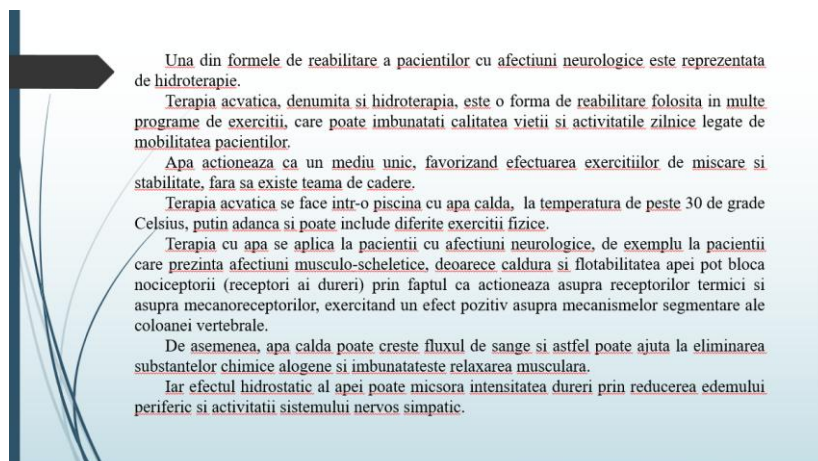 Una din formele de reabilitare a pacientilor cu afectiuni neurologice este reprezentata
de hidroterapie.
Terapia acvatica, denumita si hidroterapia, este o forma de reabilitare folosita in multe
programe de exercitii, care poate imbunatati calitatea vietii si activitatile zilnice legate de
mobilitatea pacientilor.
Apa actioneaza ca un mediu unic, favorizand efectuarea exercitiilor de miscare si
stabilitate, fara sa existe teama de cadere.
Terapia acvatica se face intr-o piscina cu apa calda, la temperatura de peste 30 de grade
Celsius, putin adanca si poate include diferite exercitii fizice.
Terapia cu apa se aplica la pacientii cu afectiuni neurologice, de exemplu la pacientii
care prezinta afectiuni musculo-scheletice, deoarece caldura si flotabilitatea apei pot bloca
nociceptorii (receptori ai dureri) prin faptul ca actioneaza asupra receptorilor termici si
asupra mecanoreceptorilor, exercitand un efect pozitiv asupra mecanismelor segmentare ale
coloanei vertebrale.
De asemenea, apa calda poate creste fluxul de sange si astfel poate ajuta la eliminarea
substantelor chimice alogene si imbunatateste relaxarea musculara.
Iar efectul hidrostatic al apei poate micsora intensitatea dureri prin reducerea edemului
periferic si activitatii sistemului nervos simpatic.